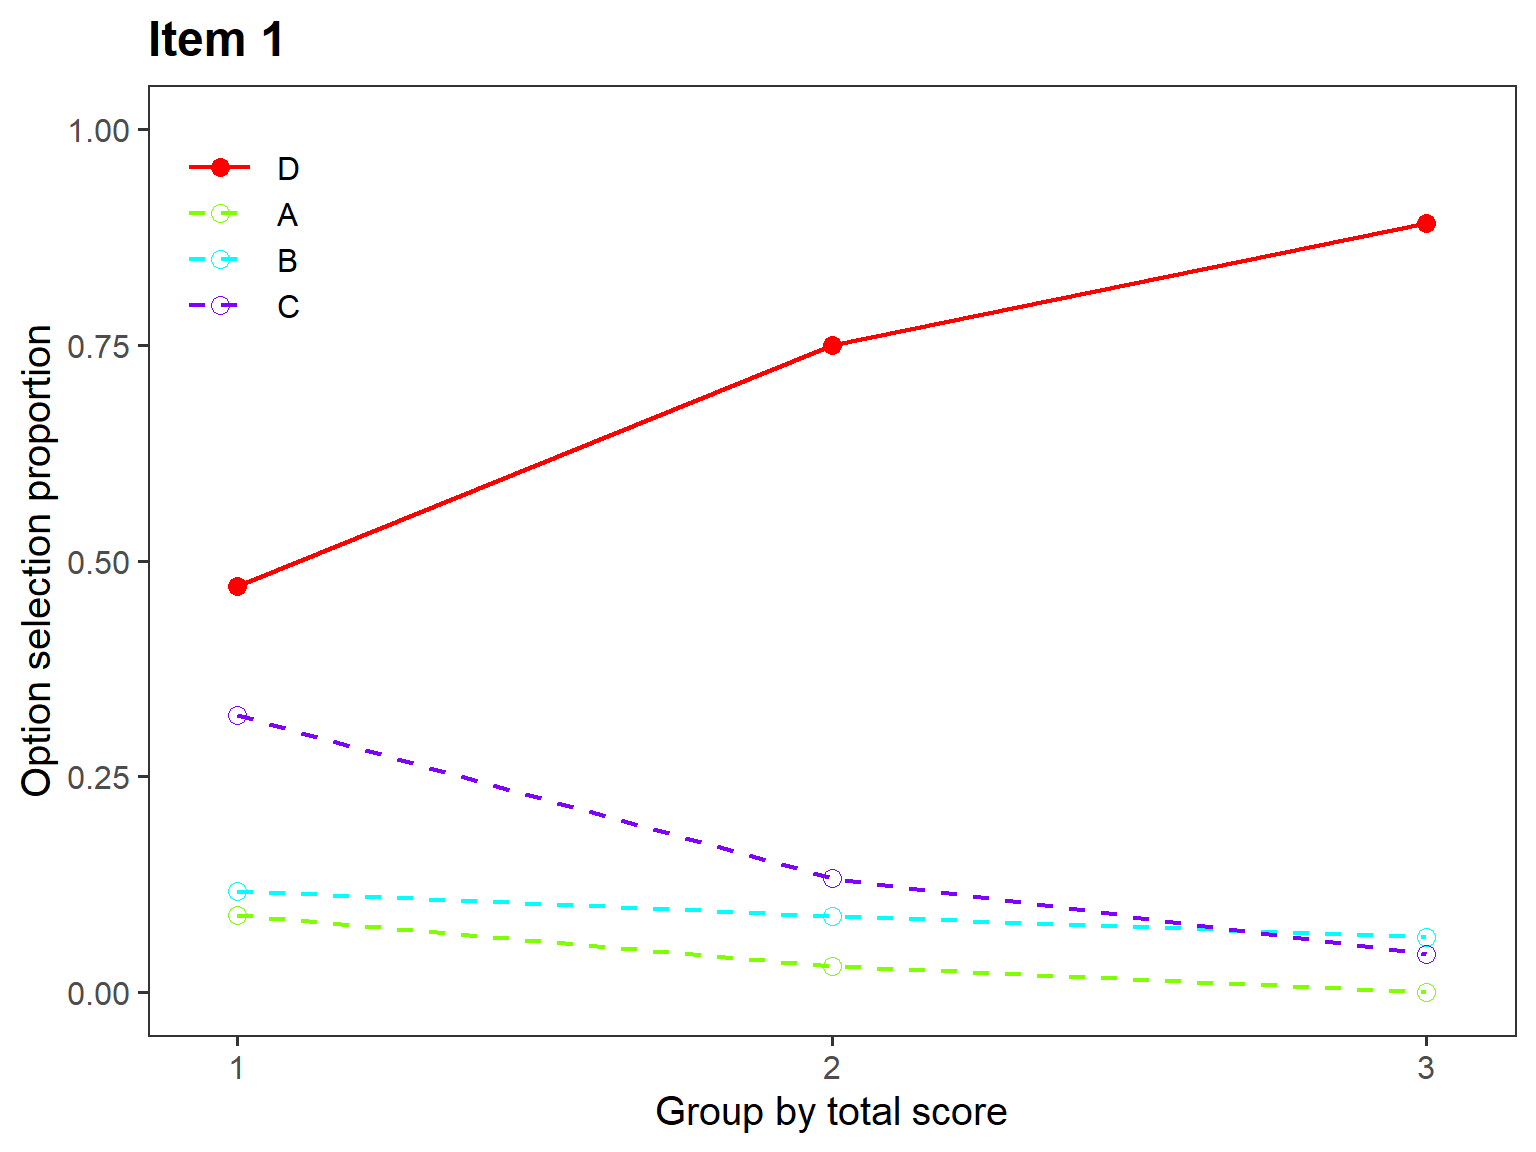 Item 1
1.00
0.75
0.50
0.25
0.00
D
A
B
C
Option selection proportion
1 2 3
Group by total score